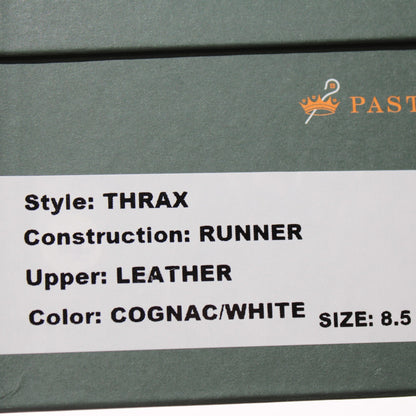 PAST
Style: THRAX
Construction: RUNNER
Upper: LEATHER
Color: COGNAC/WHITE SIZE: 8.5